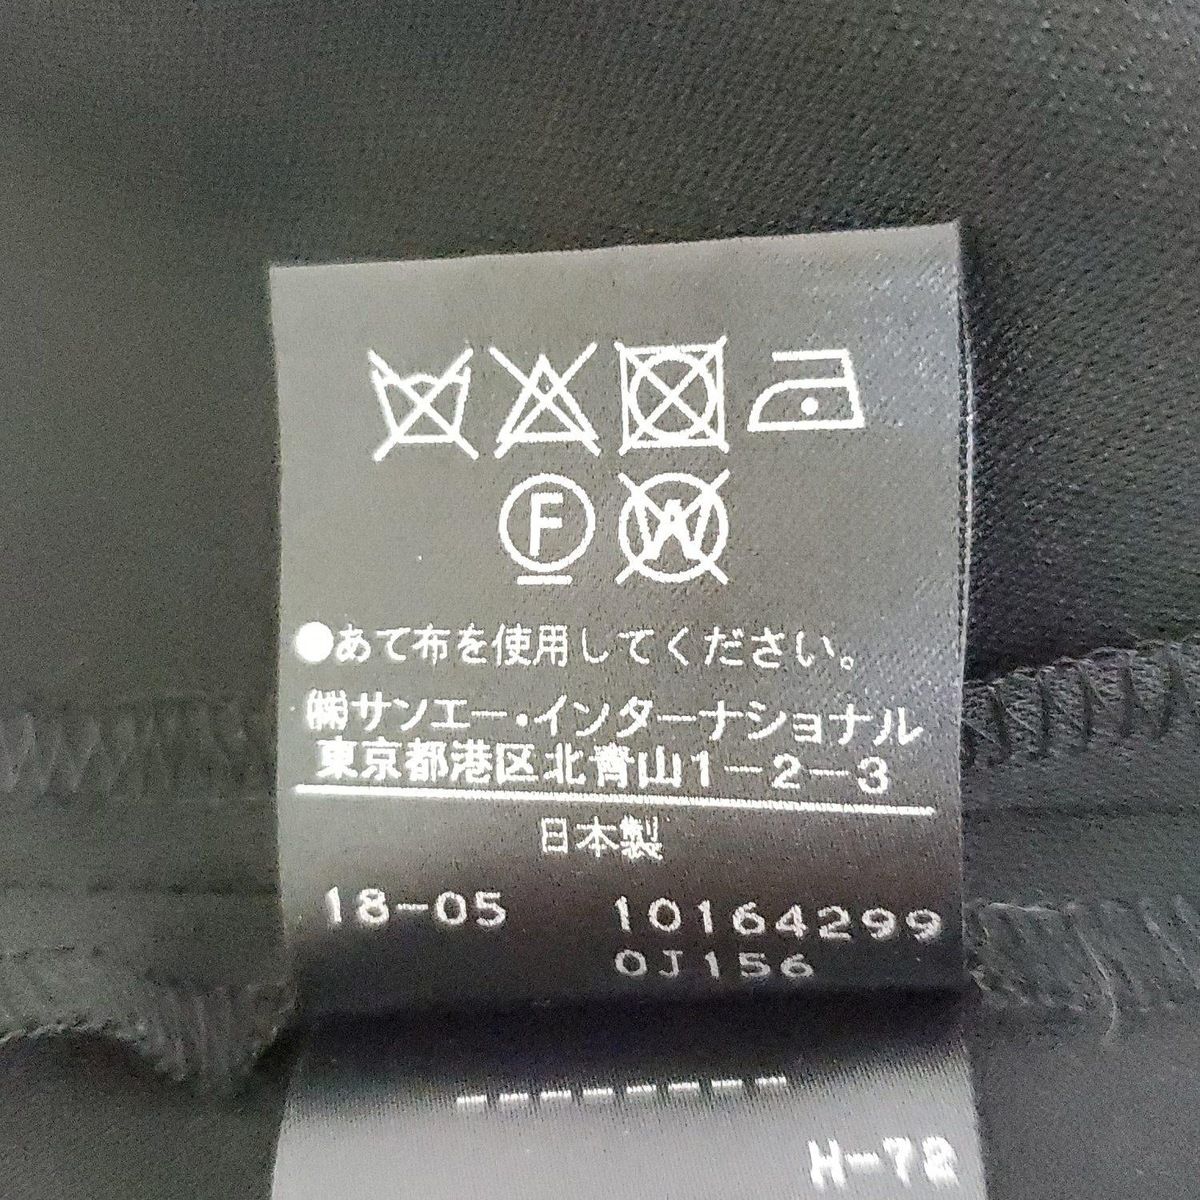 F W
●あて布を使用してください。
㈱サンエー・インターナショナル
東京都港区北青山1-2-3
日本製
18-05 10164299
0J156
H-72